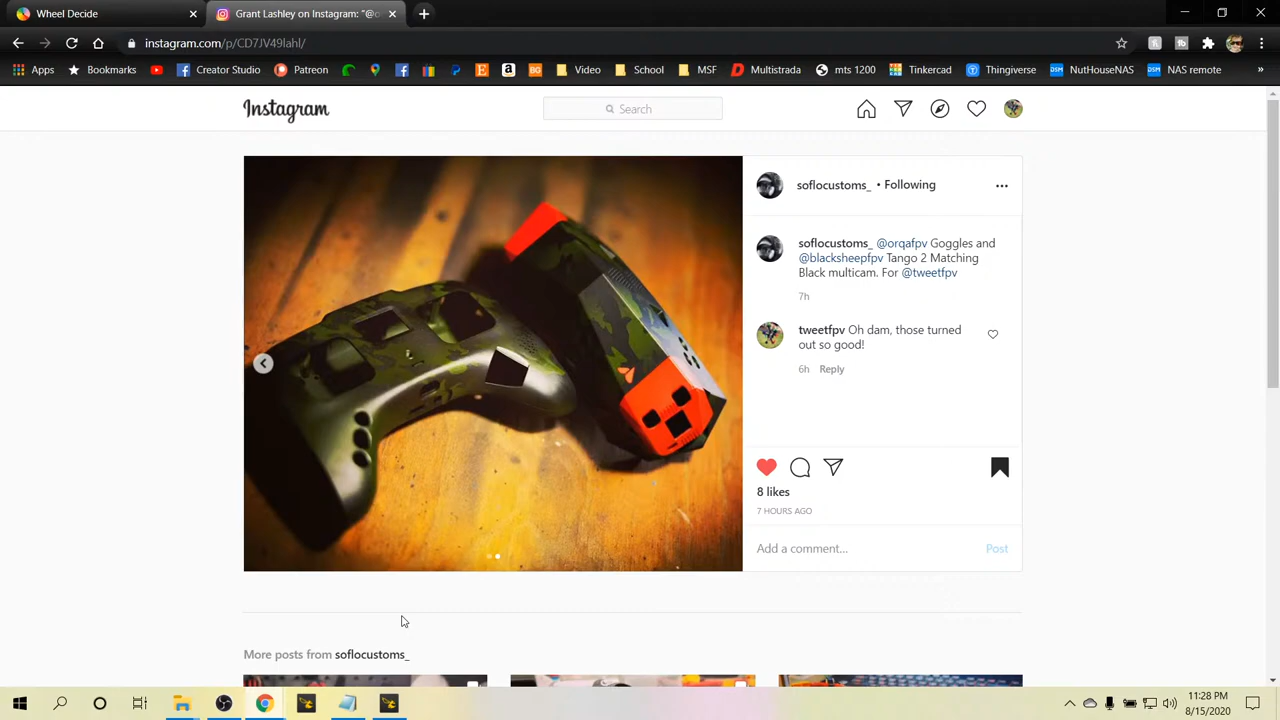 Wheel Decide
Grant Lashley on Instagram: "@o
instagram.com/p/CD7JV49lahl/
Apps
Bookmarks
Creator Studio
Patreon
Video
School
MSF
Multistrada
mts 1200
Tinkercad
Thingiverse
NutHouseNAS
NAS remote
»
Instagram
Search
soflocustoms_ • Following
soflocustoms_ @orqafpv Goggles and
@blacksheepfpv Tango 2 Matching
Black multicam. For @tweetfpv
7h
tweetfpv Oh dam, those turned
out so good!
6h Reply
8 likes
7 HOURS AGO
Add a comment... Post
More posts from soflocustoms_
11:28 PM
8/15/2020